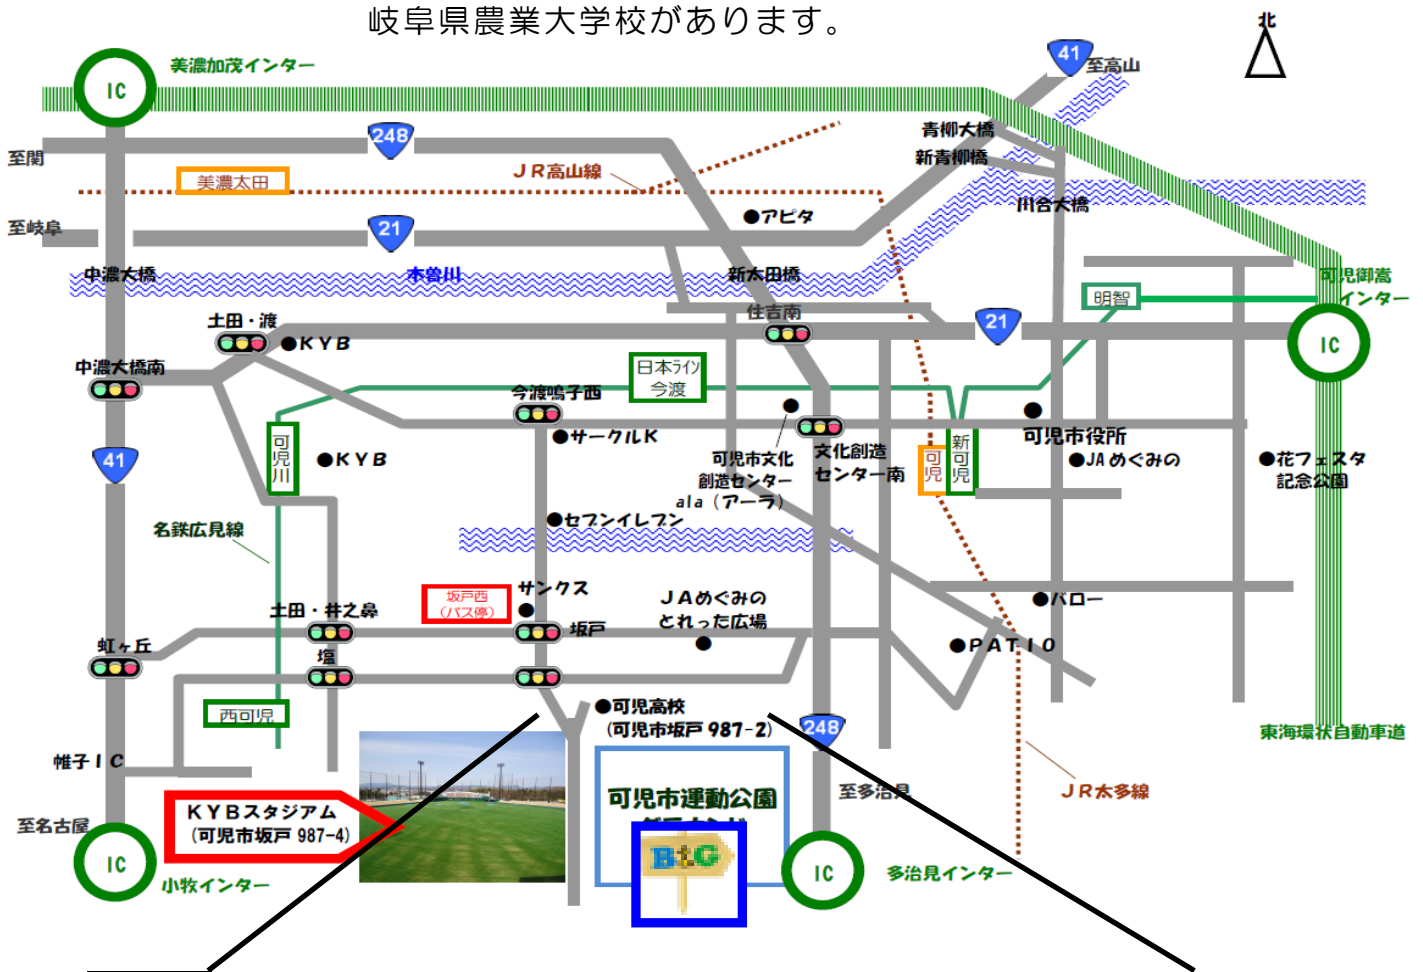 岐阜県農業大学校があります。
北
美濃加茂インター
IC
41
至高山
248
青柳大橋
至関
新青柳橋
JR高山線
美濃太田
川合大橋
アピタ
至岐阜
21
中濃大橋
木曽川
新太田橋
可児御嵩
インター
明智
土田・渡
住吉南
21
●KYB
IC
中濃大橋南
日本ライン
今渡
今渡鳴子西
可児市役所
●サークルK
可児川
●KYB
41
可児市文化
創造センター
ala(アーラ)
文化創造
センター南
可児
新可児
●JAめぐみの
●花フェスタ
記念公園
●セブンイレブン
名鉄広見線
坂戸西
(バス停)
サンクス
JAめぐみの
とれった広場
●バロー
土田・井之鼻
坂戸
虹ヶ丘
塩
●PATIO
西可児
●可児高校
(可児市坂戸 987-2)
248
東海環状自動車道
帷子IC
KYBスタジアム
(可児市坂戸 987-4)
可児市運動公園
至多治見
JR太多線
至名古屋
B&G
IC
小牧インター
IC
多治見インター